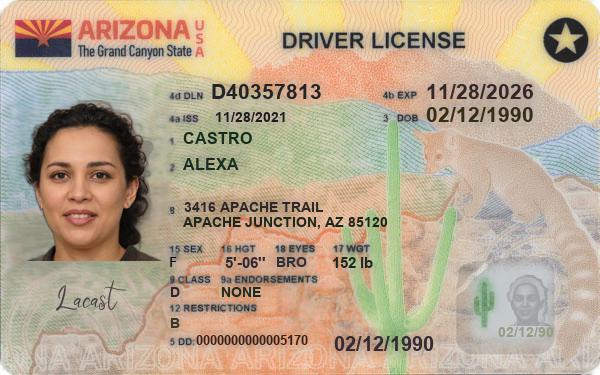 ARIZONA USA
The Grand Canyon State
DRIVER LICENSE
4d DLN D40357813
4b EXP 11/28/2026
4a ISS 11/28/2021
3 DOB 02/12/1990
1 CASTRO
2 ALEXA
8 3416 APACHE TRAIL
APACHE JUNCTION, AZ 85120
15 SEX 16 HGT 18 EYES 17 WGT
F 5'-06" BRO 152 lb
9 CLASS 9a ENDORSEMENTS
D NONE
12 RESTRICTIONS
B
Lacast
5 DD: 0000000000005170
02/12/1990
02/12/90
ONA ARIZONA ARIZONA ARIZONA ARIZONA